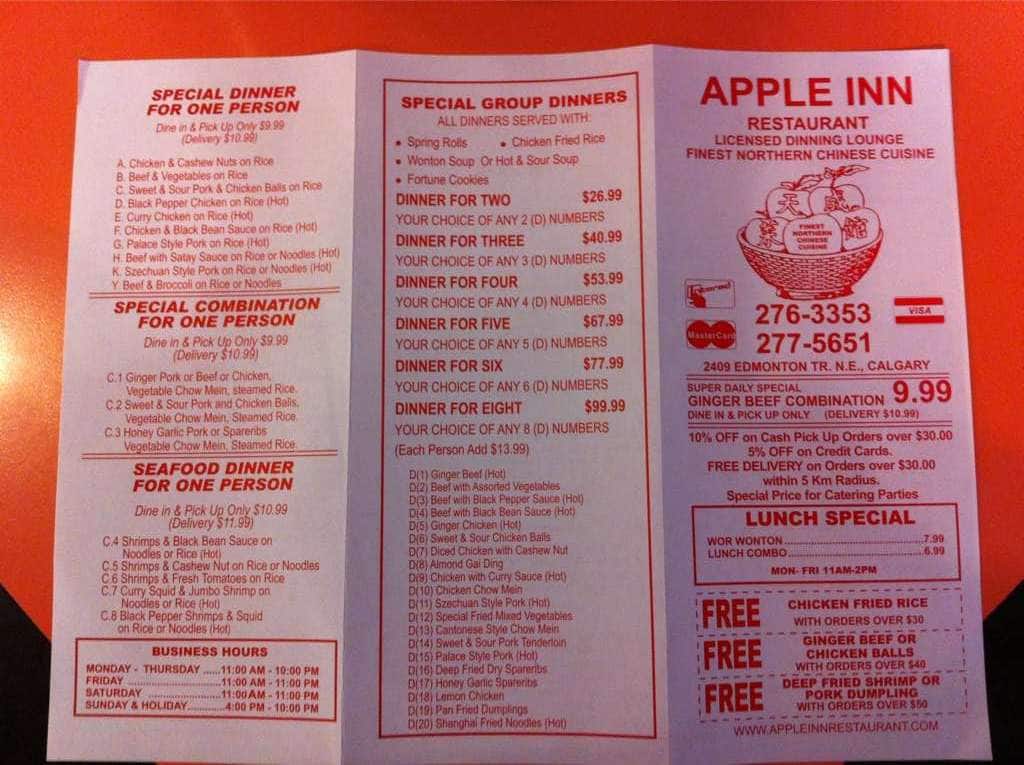 SPECIAL DINNER
FOR ONE PERSON
Dine in & Pick Up Only $9.99
(Delivery $10.99)
A. Chicken & Cashew Nuts on Rice
B. Beef & Vegetables on Rice
C. Sweet & Sour Pork & Chicken Balls on Rice
D. Black Pepper Chicken on Rice (Hot)
E. Curry Chicken on Rice (Hot)
F. Chicken & Black Bean Sauce on Rice (Hot)
G. Palace Style Pork on Rice (Hot)
H. Beef with Satay Sauce on Rice or Noodles (Hot)
K. Szechuan Style Pork on Rice or Noodles (Hot)
Y. Beef & Broccoli on Rice or Noodles
SPECIAL COMBINATION
FOR ONE PERSON
Dine in & Pick Up Only $9.99
(Delivery $10.99)
C.1 Ginger Pork or Beef or Chicken,
Vegetable Chow Mein, steamed Rice.
C.2 Sweet & Sour Pork and Chicken Balls,
Vegetable Chow Mein, Steamed Rice.
C.3 Honey Garlic Pork or Spareribs
Vegetable Chow Mein, Steamed Rice.
SEAFOOD DINNER
FOR ONE PERSON
Dine in & Pick Up Only $10.99
(Delivery $11.99)
C.4 Shrimps & Black Bean Sauce on
Noodles or Rice (Hot)
C.5 Shrimps & Cashew Nut on Rice or Noodles
C.6 Shrimps & Fresh Tomatoes on Rice
C.7 Curry Squid & Jumbo Shrimp on
Noodles or Rice (Hot)
C.8 Black Pepper Shrimps & Squid
on Rice or Noodles (Hot)
BUSINESS HOURS
MONDAY - THURSDAY ......11:00 AM - 10:00 PM
FRIDAY ..............................11:00 AM - 11:00 PM
SATURDAY ..................11:00 AM - 11:00 PM
SUNDAY & HOLIDAY.........4:00 PM - 10:00 PM
SPECIAL GROUP DINNERS
ALL DINNERS SERVED WITH:
• Spring Rolls • Chicken Fried Rice
• Wonton Soup Or Hot & Sour Soup
• Fortune Cookies
DINNER FOR TWO $26.99
YOUR CHOICE OF ANY 2 (D) NUMBERS
DINNER FOR THREE $40.99
YOUR CHOICE OF ANY 3 (D) NUMBERS
DINNER FOR FOUR $53.99
YOUR CHOICE OF ANY 4 (D) NUMBERS
DINNER FOR FIVE $67.99
YOUR CHOICE OF ANY 5 (D) NUMBERS
DINNER FOR SIX $77.99
YOUR CHOICE OF ANY 6 (D) NUMBERS
DINNER FOR EIGHT $99.99
YOUR CHOICE OF ANY 8 (D) NUMBERS
(Each Person Add $13.99)
D(1) Ginger Beef (Hot)
D(2) Beef with Assorted Vegetables
D(3) Beef with Black Pepper Sauce (Hot)
D(4) Beef with Black Bean Sauce (Hot)
D(5) Ginger Chicken (Hot)
D(6) Sweet & Sour Chicken Balls
D(7) Diced Chicken with Cashew Nut
D(8) Almond Gai Ding
D(9) Chicken with Curry Sauce (Hot)
D(10) Chicken Chow Mein
D(11) Szechuan Style Pork (Hot)
D(12) Special Fried Mixed Vegetables
D(13) Cantonese Style Chow Mein
D(14) Sweet & Sour Pork Tenderloin
D(15) Palace Style Pork (Hot)
D(16) Deep Fried Dry Spareribs
D(17) Honey Garlic Spareribs
D(18) Lemon Chicken
D(19) Pan Fried Dumplings
D(20) Shanghai Fried Noodles (Hot)
APPLE INN
RESTAURANT
LICENSED DINNING LOUNGE
FINEST NORTHERN CHINESE CUISINE
天
FINEST
NORTHERN
CHINESE
CUISINE
276-3353
VISA
MasterCard
277-5651
2409 EDMONTON TR. N.E., CALGARY
SUPER DAILY SPECIAL
GINGER BEEF COMBINATION 9.99
DINE IN & PICK UP ONLY (DELIVERY $10.99)
10% OFF on Cash Pick Up Orders over $30.00
5% OFF on Credit Cards.
FREE DELIVERY on Orders over $30.00
within 5 Km Radius.
Special Price for Catering Parties
LUNCH SPECIAL
WOR WONTON..............................7.99
LUNCH COMBO..............................6.99
MON- FRI 11AM-2PM
FREE CHICKEN FRIED RICE
WITH ORDERS OVER $30
FREE GINGER BEEF OR
CHICKEN BALLS
WITH ORDERS OVER $40
FREE DEEP FRIED SHRIMP OR
PORK DUMPLING
WITH ORDERS OVER $50
WWW.APPLEINNRESTAURANT.COM